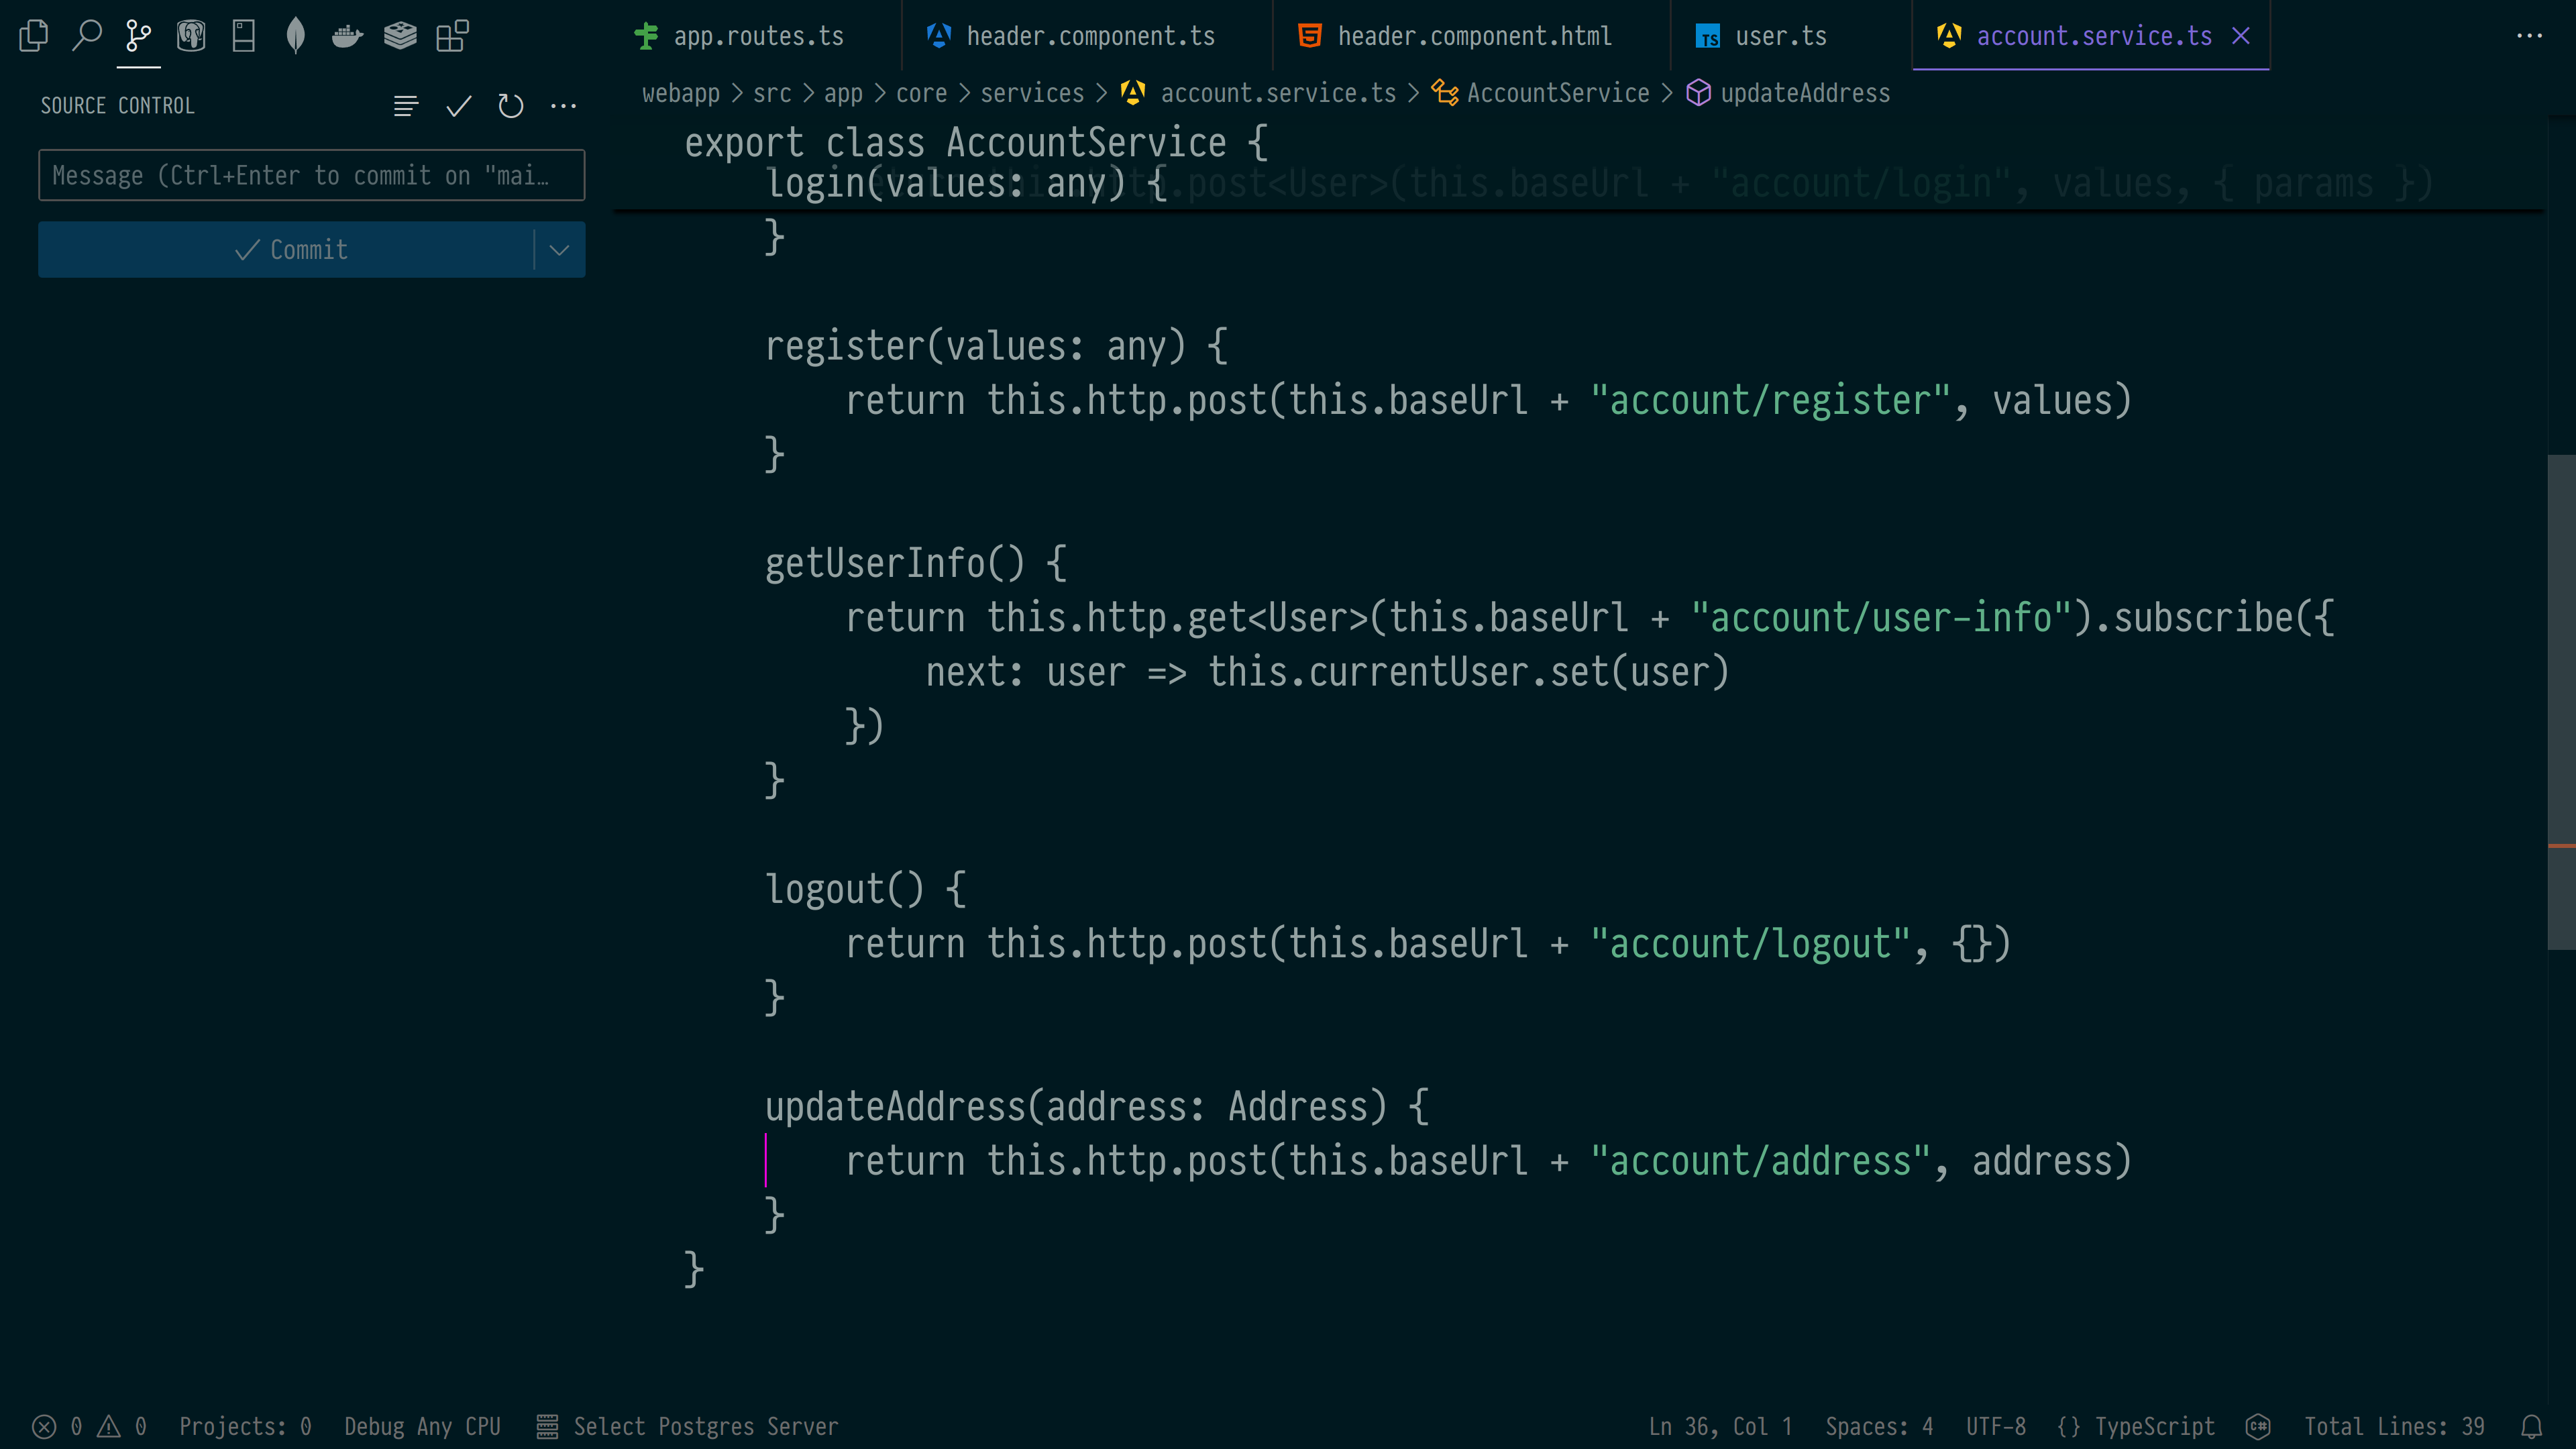 app.routes.ts
header.component.ts
header.component.html
TS user.ts
account.service.ts
SOURCE CONTROL
webapp > src > app > core > services > account.service.ts > AccountService > updateAddress
Message (Ctrl+Enter to commit on "mai…
Commit
export class AccountService {
login(values: any) {
.post<User>(this.baseUrl + "account/login", values, { params })
}
register(values: any) {
return this.http.post(this.baseUrl + "account/register", values)
}
getUserInfo() {
return this.http.get<User>(this.baseUrl + "account/user-info").subscribe({
next: user => this.currentUser.set(user)
})
}
logout() {
return this.http.post(this.baseUrl + "account/logout", {})
}
updateAddress(address: Address) {
return this.http.post(this.baseUrl + "account/address", address)
}
}
0 0 Projects: 0 Debug Any CPU Select Postgres Server
Ln 36, Col 1 Spaces: 4 UTF-8 {} TypeScript C# Total Lines: 39